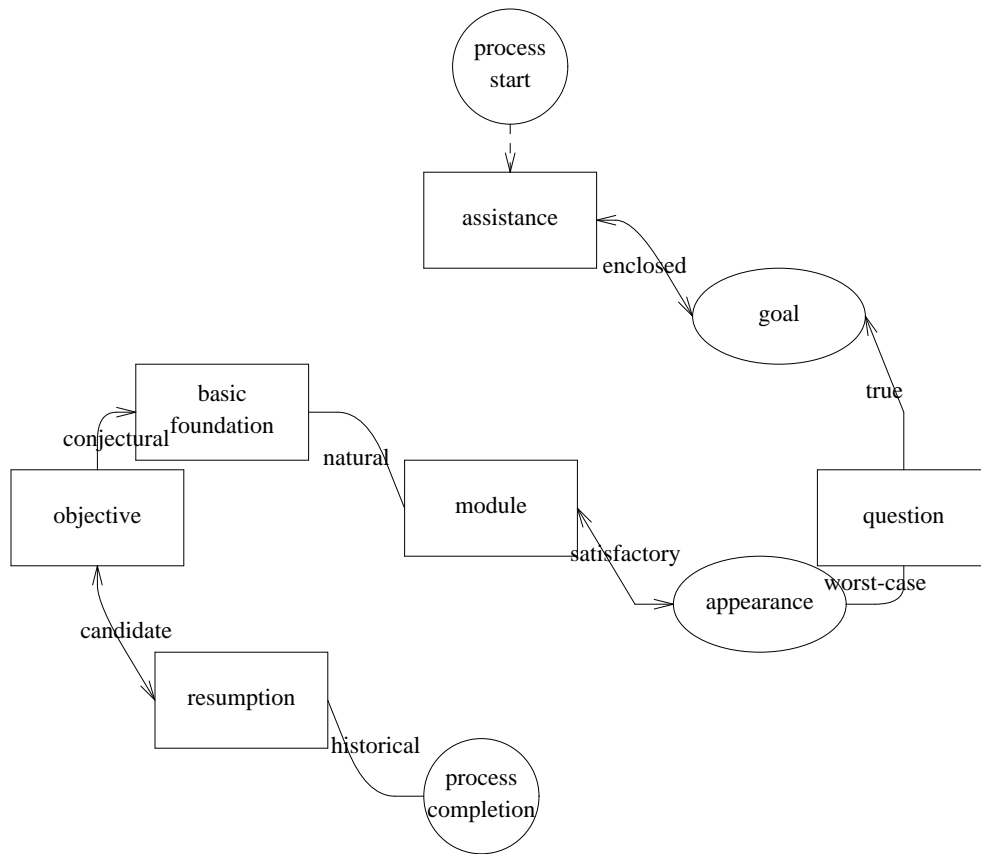 process
start
assistance
enclosed
goal
true
basic
foundation
conjectural
natural
module
objective
question
satisfactory
worst-case
appearance
candidate
resumption
historical
process
completion